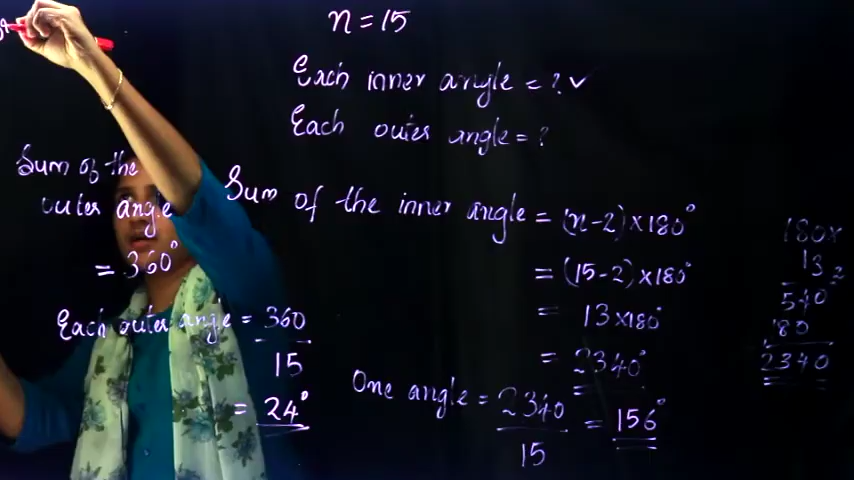 n = 15
Each inner angle = ? ✓
Each outer angle = ?
Sum of the
outer angle
= 360°
Each outer angle = 360
15
= 24°
Sum of the inner angle = (n-2)×180°
= (15-2)×180°
= 13×180°
= 2340°
One angle = 2340
15
= 156°
180×
13
540
180
2340